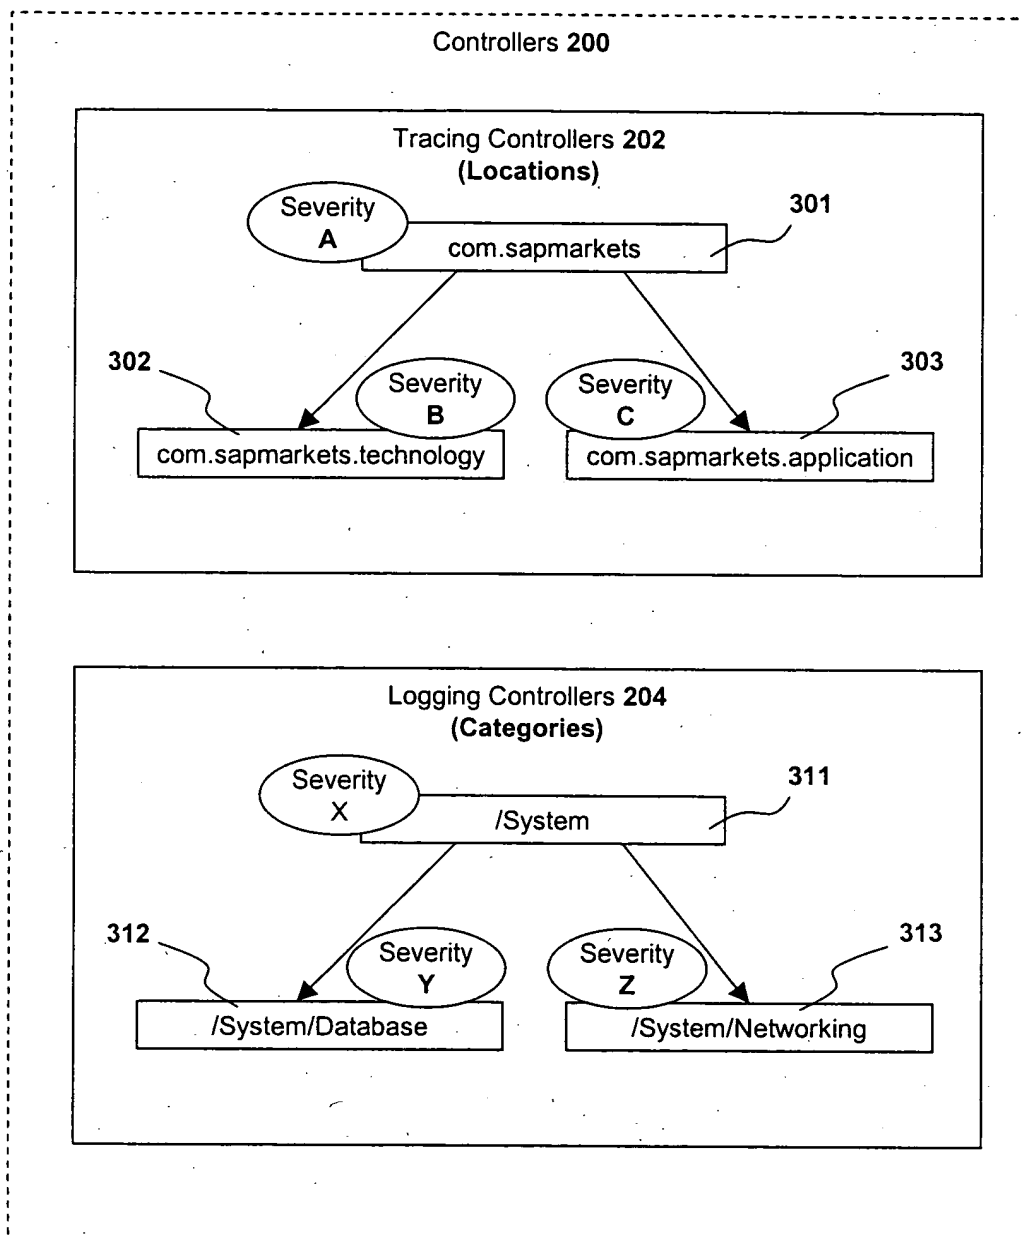 Controllers 200
Tracing Controllers 202
(Locations)
Severity
A
301
com.sapmarkets
302
Severity
B
Severity
C
303
com.sapmarkets.technology
com.sapmarkets.application
Logging Controllers 204
(Categories)
Severity
X
311
/System
312
Severity
Y
Severity
Z
313
/System/Database
/System/Networking